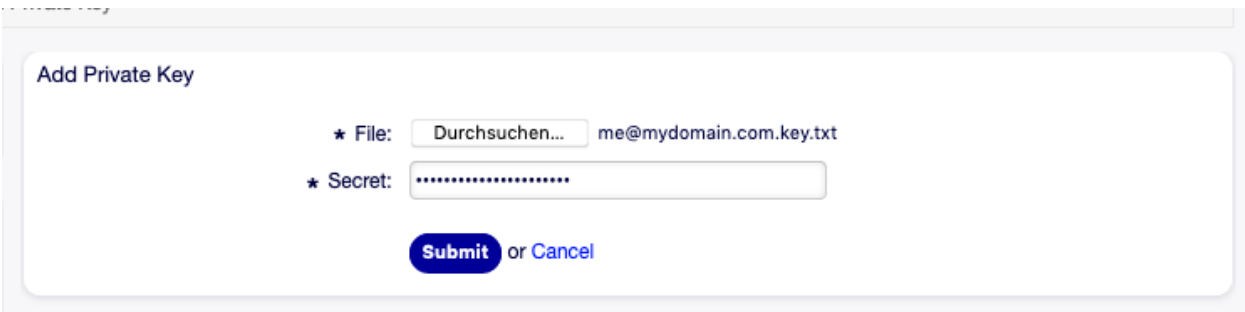 Add Private Key
★ File: Durchsuchen... me@mydomain.com.key.txt
★ Secret: ••••••••••••••••••••••
Submit or Cancel